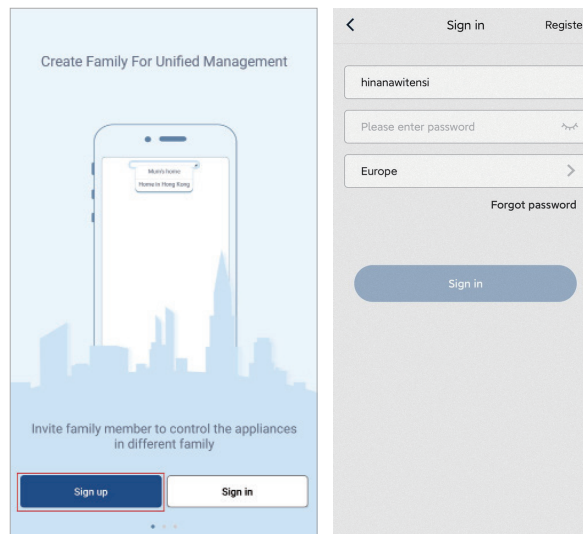 Create Family For Unified Management
Mum's home
Home In Hong Kong
Invite family member to control the appliances
in different family
Sign up
Sign in
Sign in
Registe
hinanawitensi
Please enter password
Europe
Forgot password
Sign in